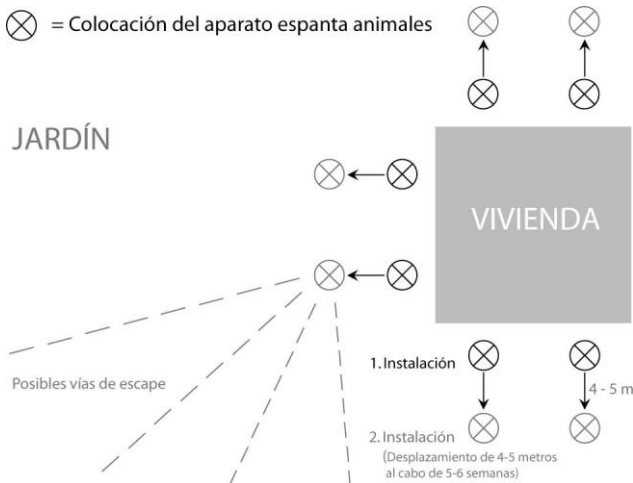 = Colocación del aparato espanta animales
JARDÍN
VIVIENDA
1. Instalación
4 - 5 m
Posibles vías de escape
2. Instalación
(Desplazamiento de 4-5 metros
al cabo de 5-6 semanas)